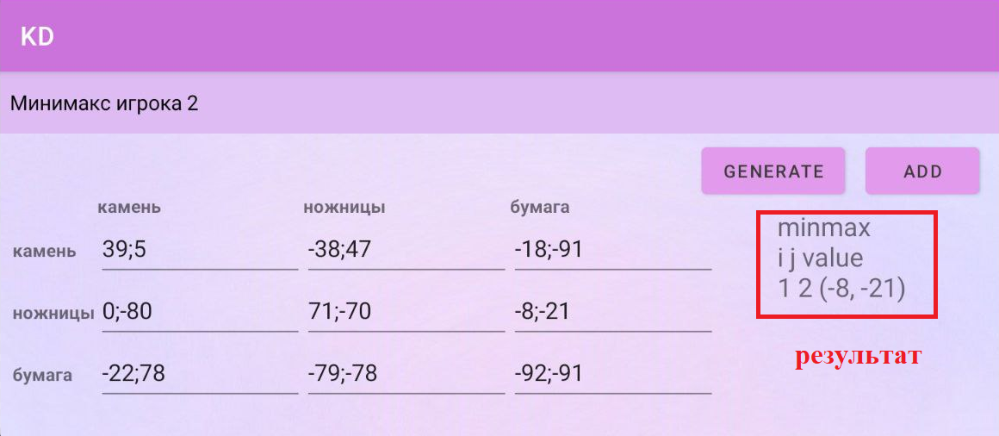 KD
Минимакс игрока 2
GENERATE ADD
камень ножницы бумага
камень 39;5 -38;47 -18;-91
ножницы 0;-80 71;-70 -8;-21
бумага -22;78 -79;-78 -92;-91
minmax
i j value
1 2 (-8, -21)
результат